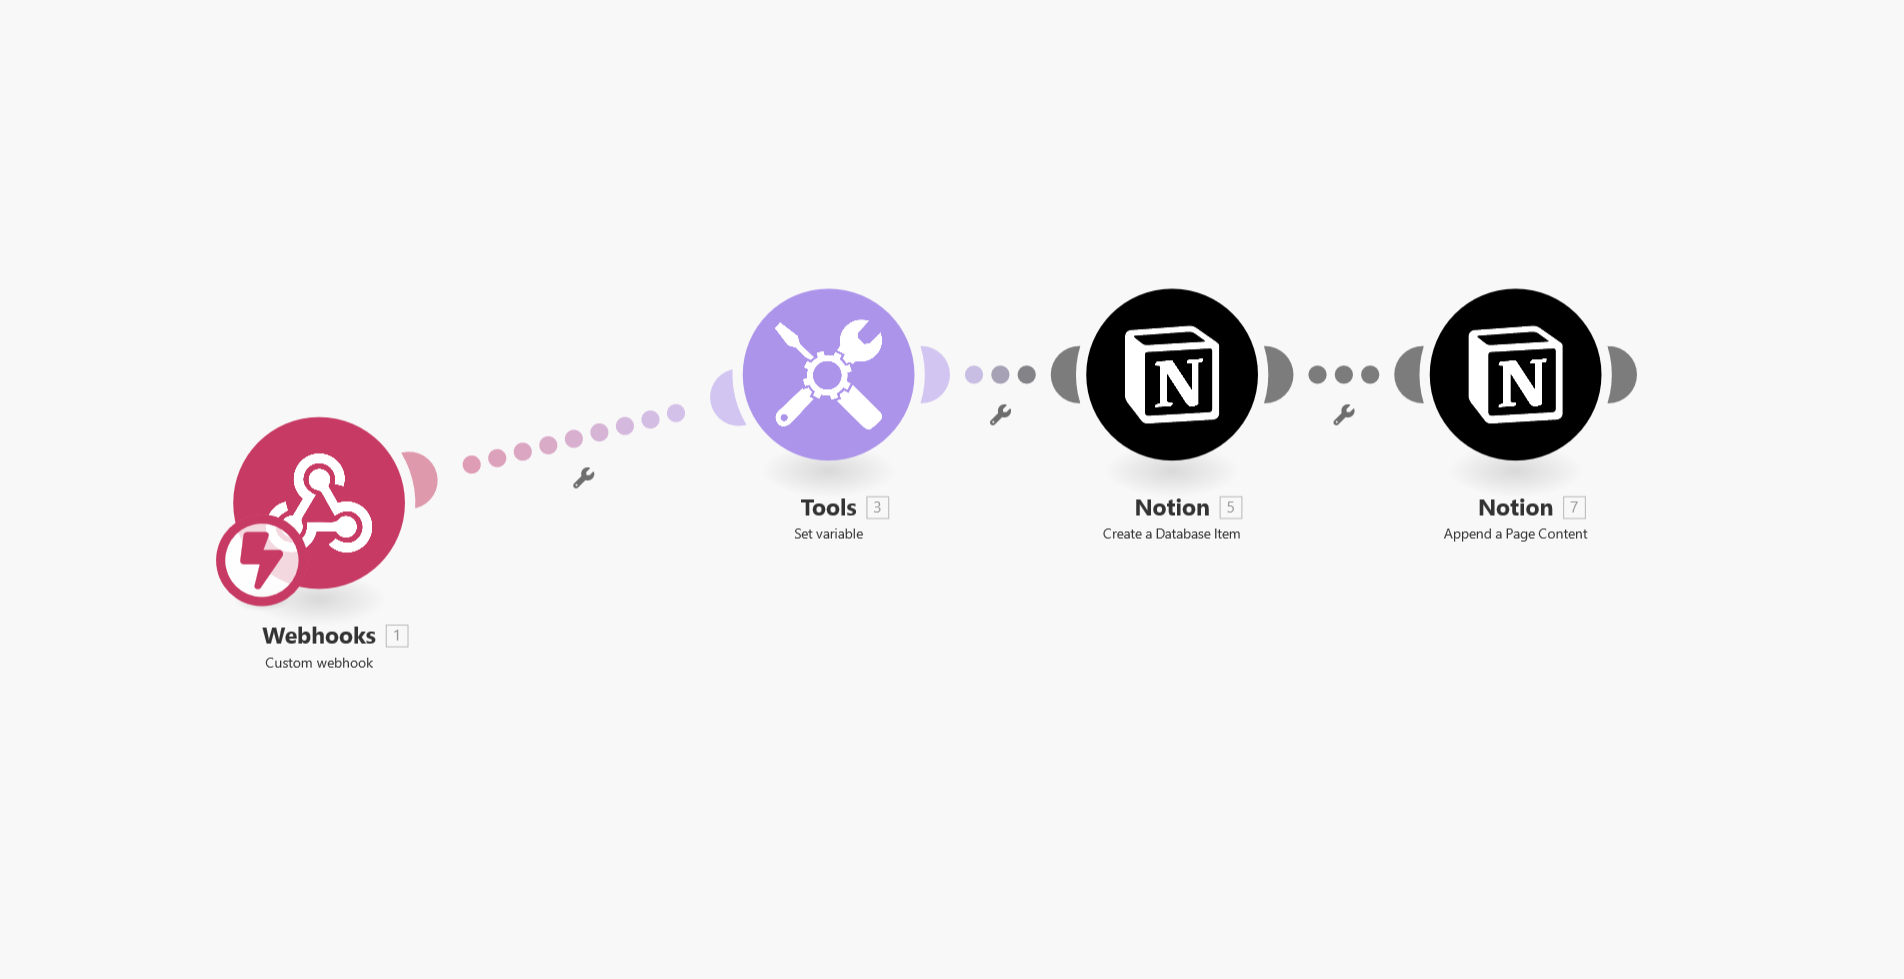 Tools 3
Set variable
Notion 5
Create a Database Item
Notion 7
Append a Page Content
Webhooks 1
Custom webhook